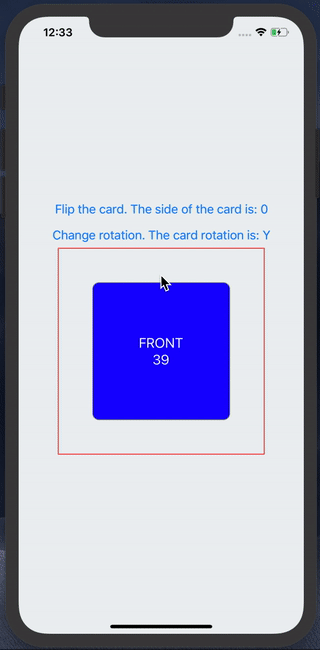 12:33
Flip the card. The side of the card is: 0
Change rotation. The card rotation is: Y
FRONT
39